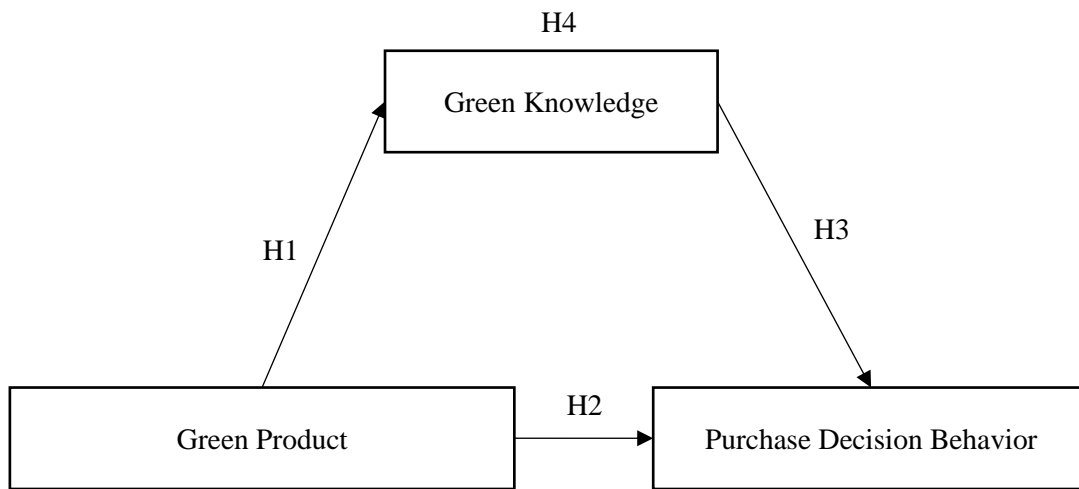 H4
Green Knowledge
H1
H3
H2
Green Product
Purchase Decision Behavior